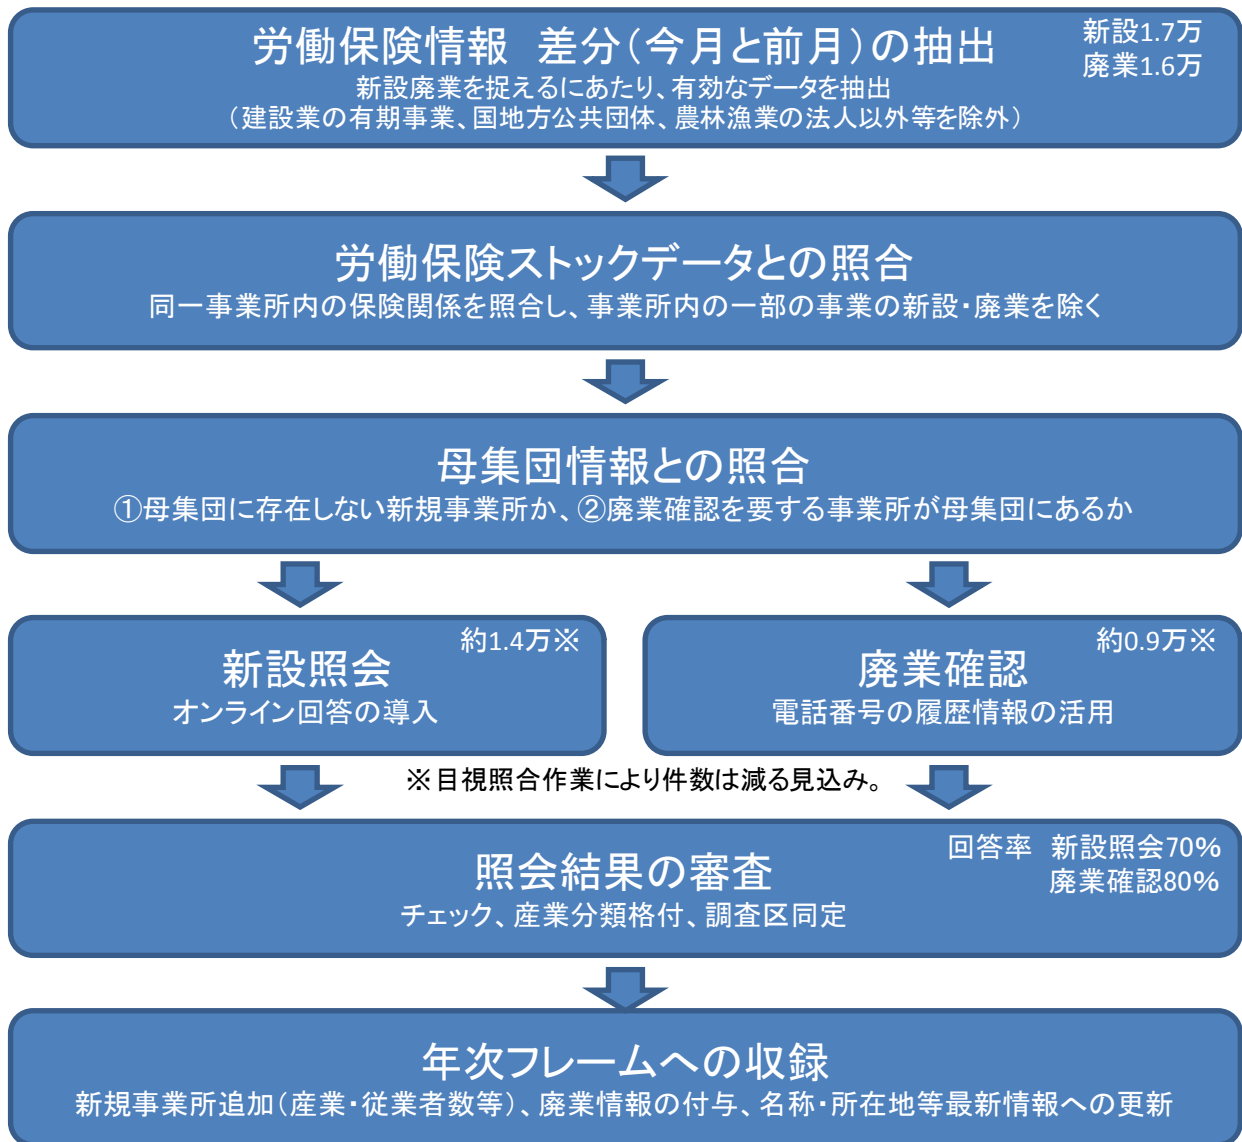 労働保険情報 差分（今月と前月）の抽出
新設1.7万
廃業1.6万
新設廃業を捉えるにあたり、有効なデータを抽出
（建設業の有期事業、国地方公共団体、農林漁業の法人以外等を除外）
労働保険ストックデータとの照合
同一事業所内の保険関係を照合し、事業所内の一部の事業の新設・廃業を除く
母集団情報との照合
①母集団に存在しない新規事業所か、②廃業確認を要する事業所が母集団にあるか
約1.4万※
新設照会
オンライン回答の導入
約0.9万※
廃業確認
電話番号の履歴情報の活用
※目視照合作業により件数は減る見込み。
照会結果の審査
回答率 新設照会70%
廃業確認80%
チェック、産業分類格付、調査区同定
年次フレームへの収録
新規事業所追加（産業・従業者数等）、廃業情報の付与、名称・所在地等最新情報への更新